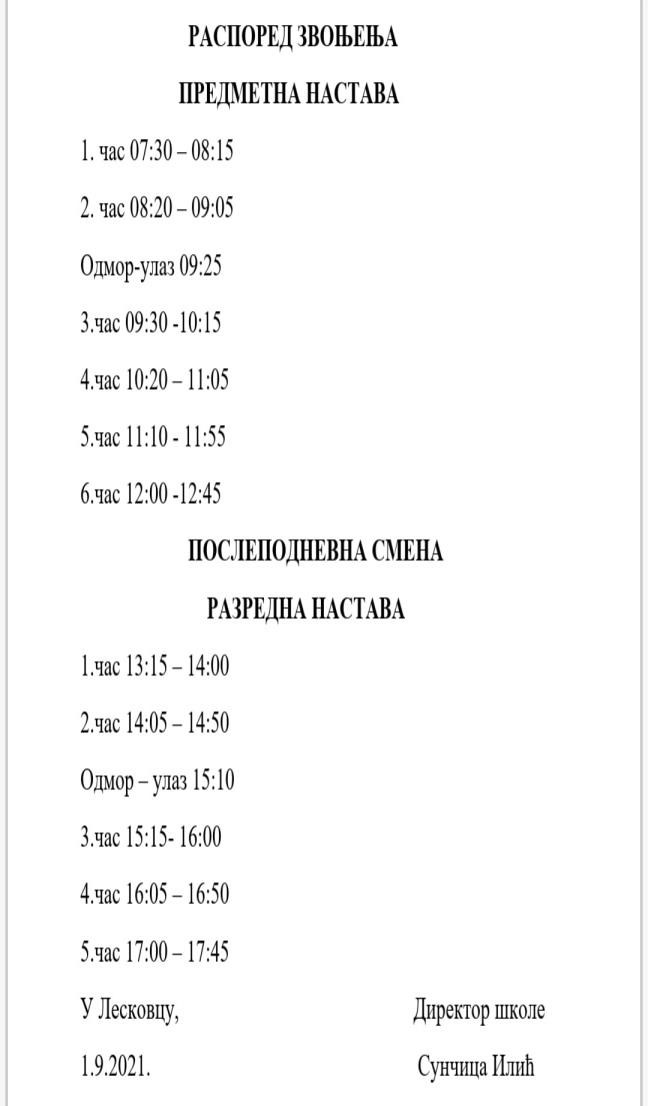 РАСПОРЕД ЗВОЊЕЊА
ПРЕДМЕТНА НАСТАВА
1. час 07:30 – 08:15
2. час 08:20 – 09:05
Одмор-улаз 09:25
3.час 09:30 -10:15
4.час 10:20 – 11:05
5.час 11:10 - 11:55
6.час 12:00 -12:45
ПОСЛЕПОДНЕВНА СМЕНА
РАЗРЕДНА НАСТАВА
1.час 13:15 – 14:00
2.час 14:05 – 14:50
Одмор – улаз 15:10
3.час 15:15- 16:00
4.час 16:05 – 16:50
5.час 17:00 – 17:45
У Лесковцу, Директор школе
1.9.2021. Сунчица Илић